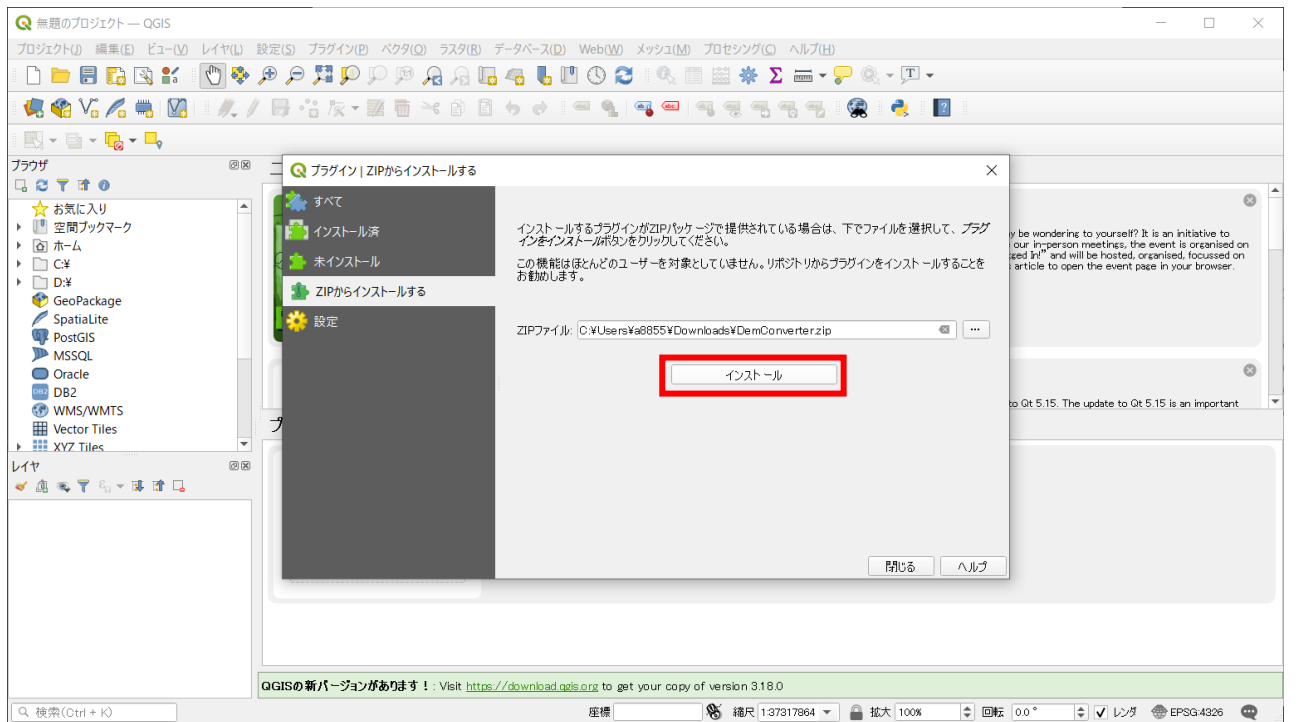 無題のプロジェクト — QGIS
プロジェクト(J) 編集(E) ビュー(V) レイヤ(L) 設定(S) プラグイン(P) ベクタ(O) ラスタ(R) データベース(D) Web(W) メッシュ(M) プロセシング(C) ヘルプ(H)
ブラウザ
お気に入り
空間ブックマーク
ホーム
C:¥
D:¥
GeoPackage
SpatiaLite
PostGIS
MSSQL
Oracle
DB2
WMS/WMTS
Vector Tiles
XYZ Tiles
レイヤ
プラグイン | ZIPからインストールする
すべて
インストール済
未インストール
ZIPからインストールする
設定
インストールするプラグインがZIPパッケージで提供されている場合は、下でファイルを選択して、プラグ
インをインストールボタンをクリックしてください。
この機能はほとんどのユーザーを対象としていません。リポジトリからプラグインをインストールすることを
お勧めします。
ZIPファイル: C:¥Users¥a8855¥Downloads¥DemConverter.zip
...
インストール
閉じる ヘルプ
y be wondering to yourself? It is an initiative to
our in-person meetings, the event is organised on
ged In!" and will be hosted, organised, focussed on
article to open the event page in your browser.
to Qt 5.15. The update to Qt 5.15 is an important
プ
QGISの新バージョンがあります！: Visit https://download.qgis.org to get your copy of version 3.18.0
検索(Ctrl + K) 座標 縮尺 1:37317864 拡大 100% 回転 0.0 ° レンダ EPSG:4326